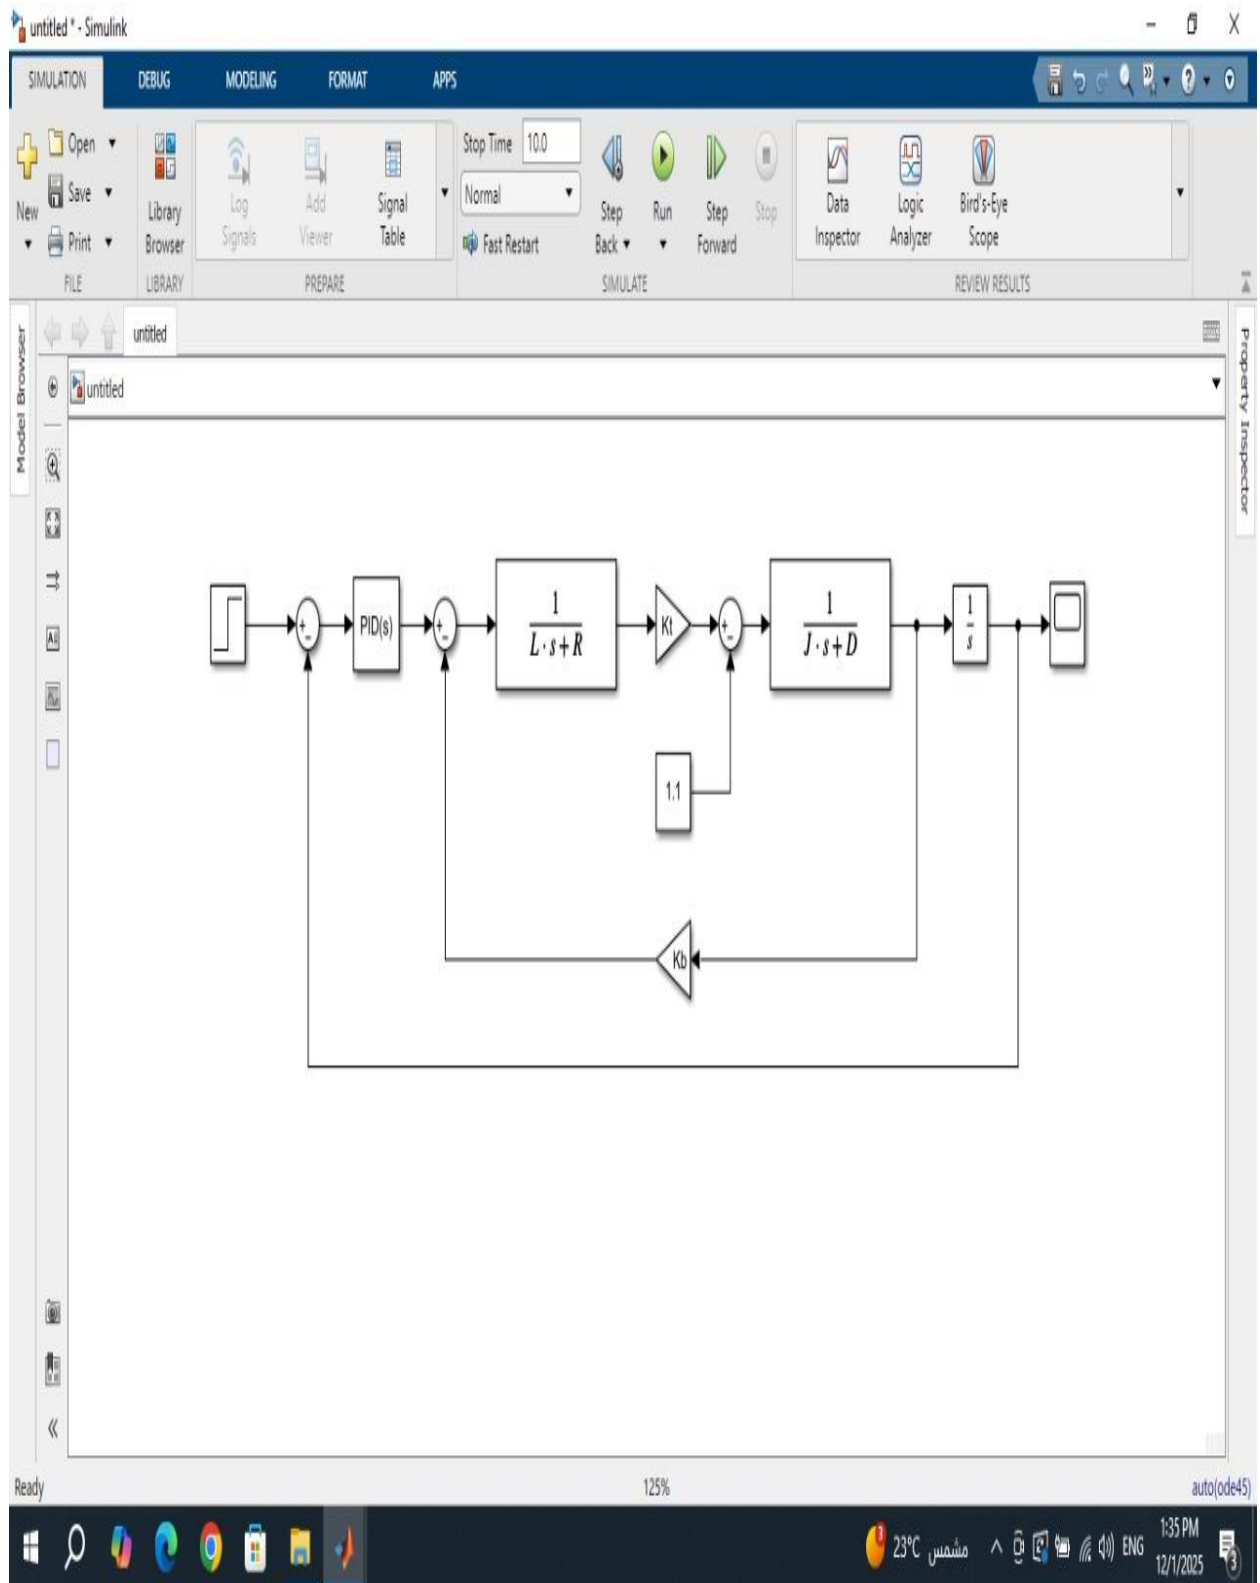 untitled * - Simulink
SIMULATION DEBUG MODELING FORMAT APPS
New
Open
Save
Print
FILE
Library
Browser
LIBRARY
Log
Signals
Add
Viewer
Signal
Table
PREPARE
Stop Time 10.0
Normal
Fast Restart
Step
Back
Run
Step
Forward
Stop
SIMULATE
Data
Inspector
Logic
Analyzer
Bird's-Eye
Scope
REVIEW RESULTS
Model Browser
untitled
untitled
Property Inspector
+
−
PID(s)
+
−
1
L · s+R
Kt
+
−
1
J · s+D
1
s
1.1
Kb
Ready
125%
auto(ode45)
23°C مشمس
ENG
1:35 PM
12/1/2025
3
3